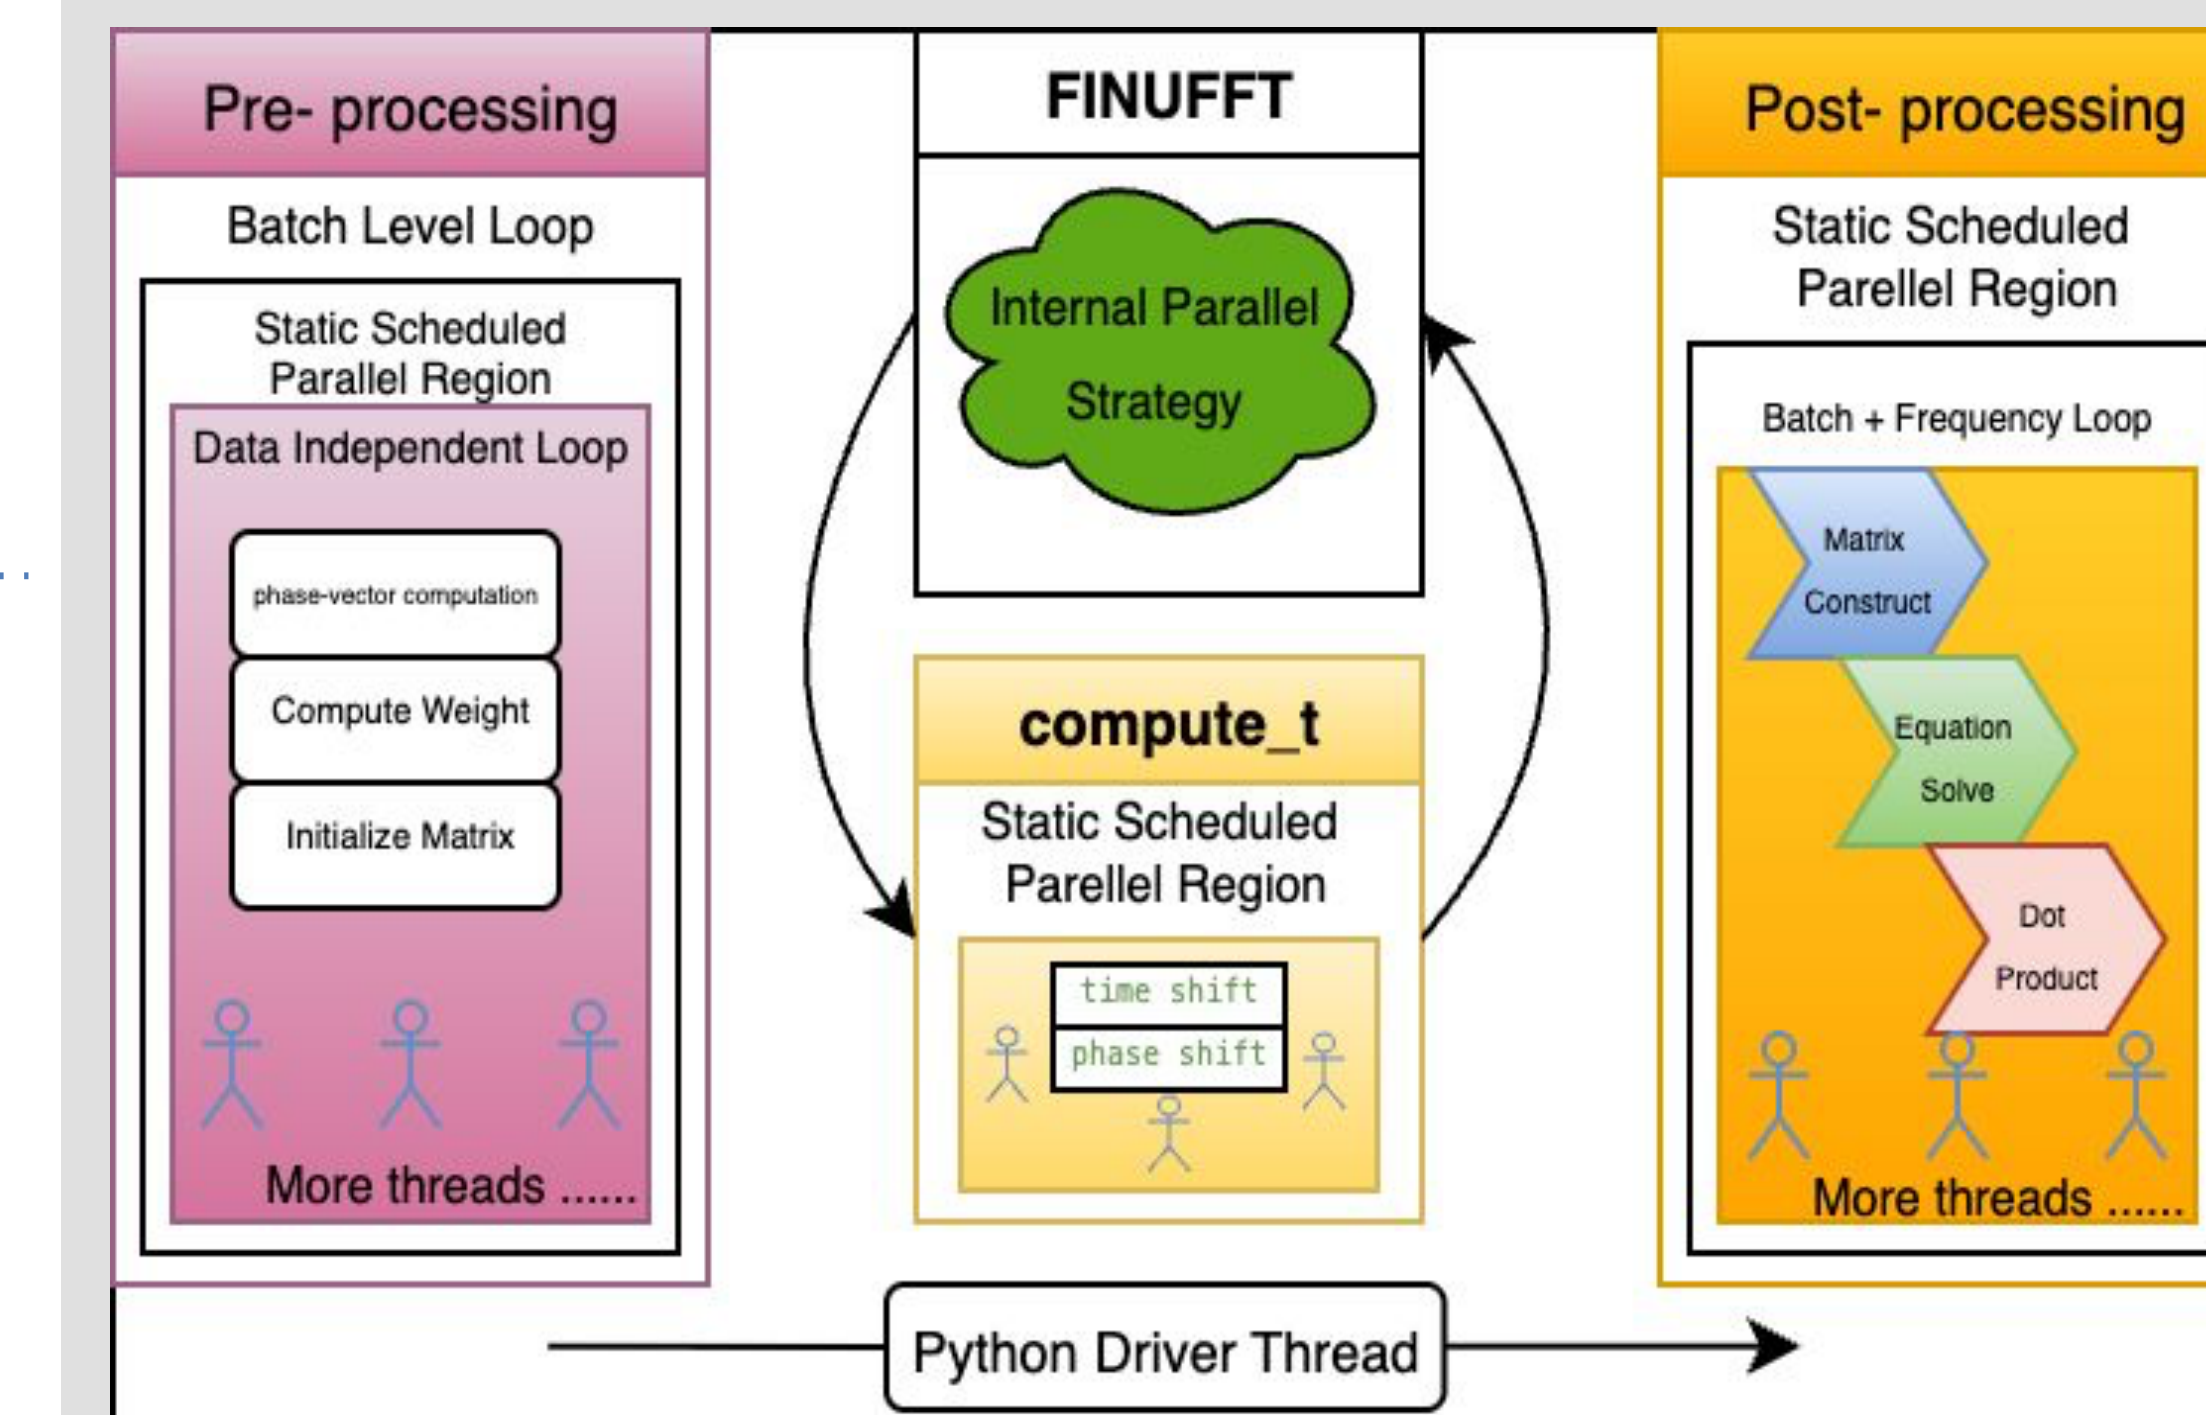 Pre- processing
Batch Level Loop
Static Scheduled
Parallel Region
Data Independent Loop
phase-vector computation
Compute Weight
Initialize Matrix
More threads ......
FINUFFT
Internal Parallel
Strategy
compute_t
Static Scheduled
Parellel Region
time shift
phase shift
Post- processing
Static Scheduled
Parellel Region
Batch + Frequency Loop
Matrix
Construct
Equation
Solve
Dot
Product
More threads ......
Python Driver Thread